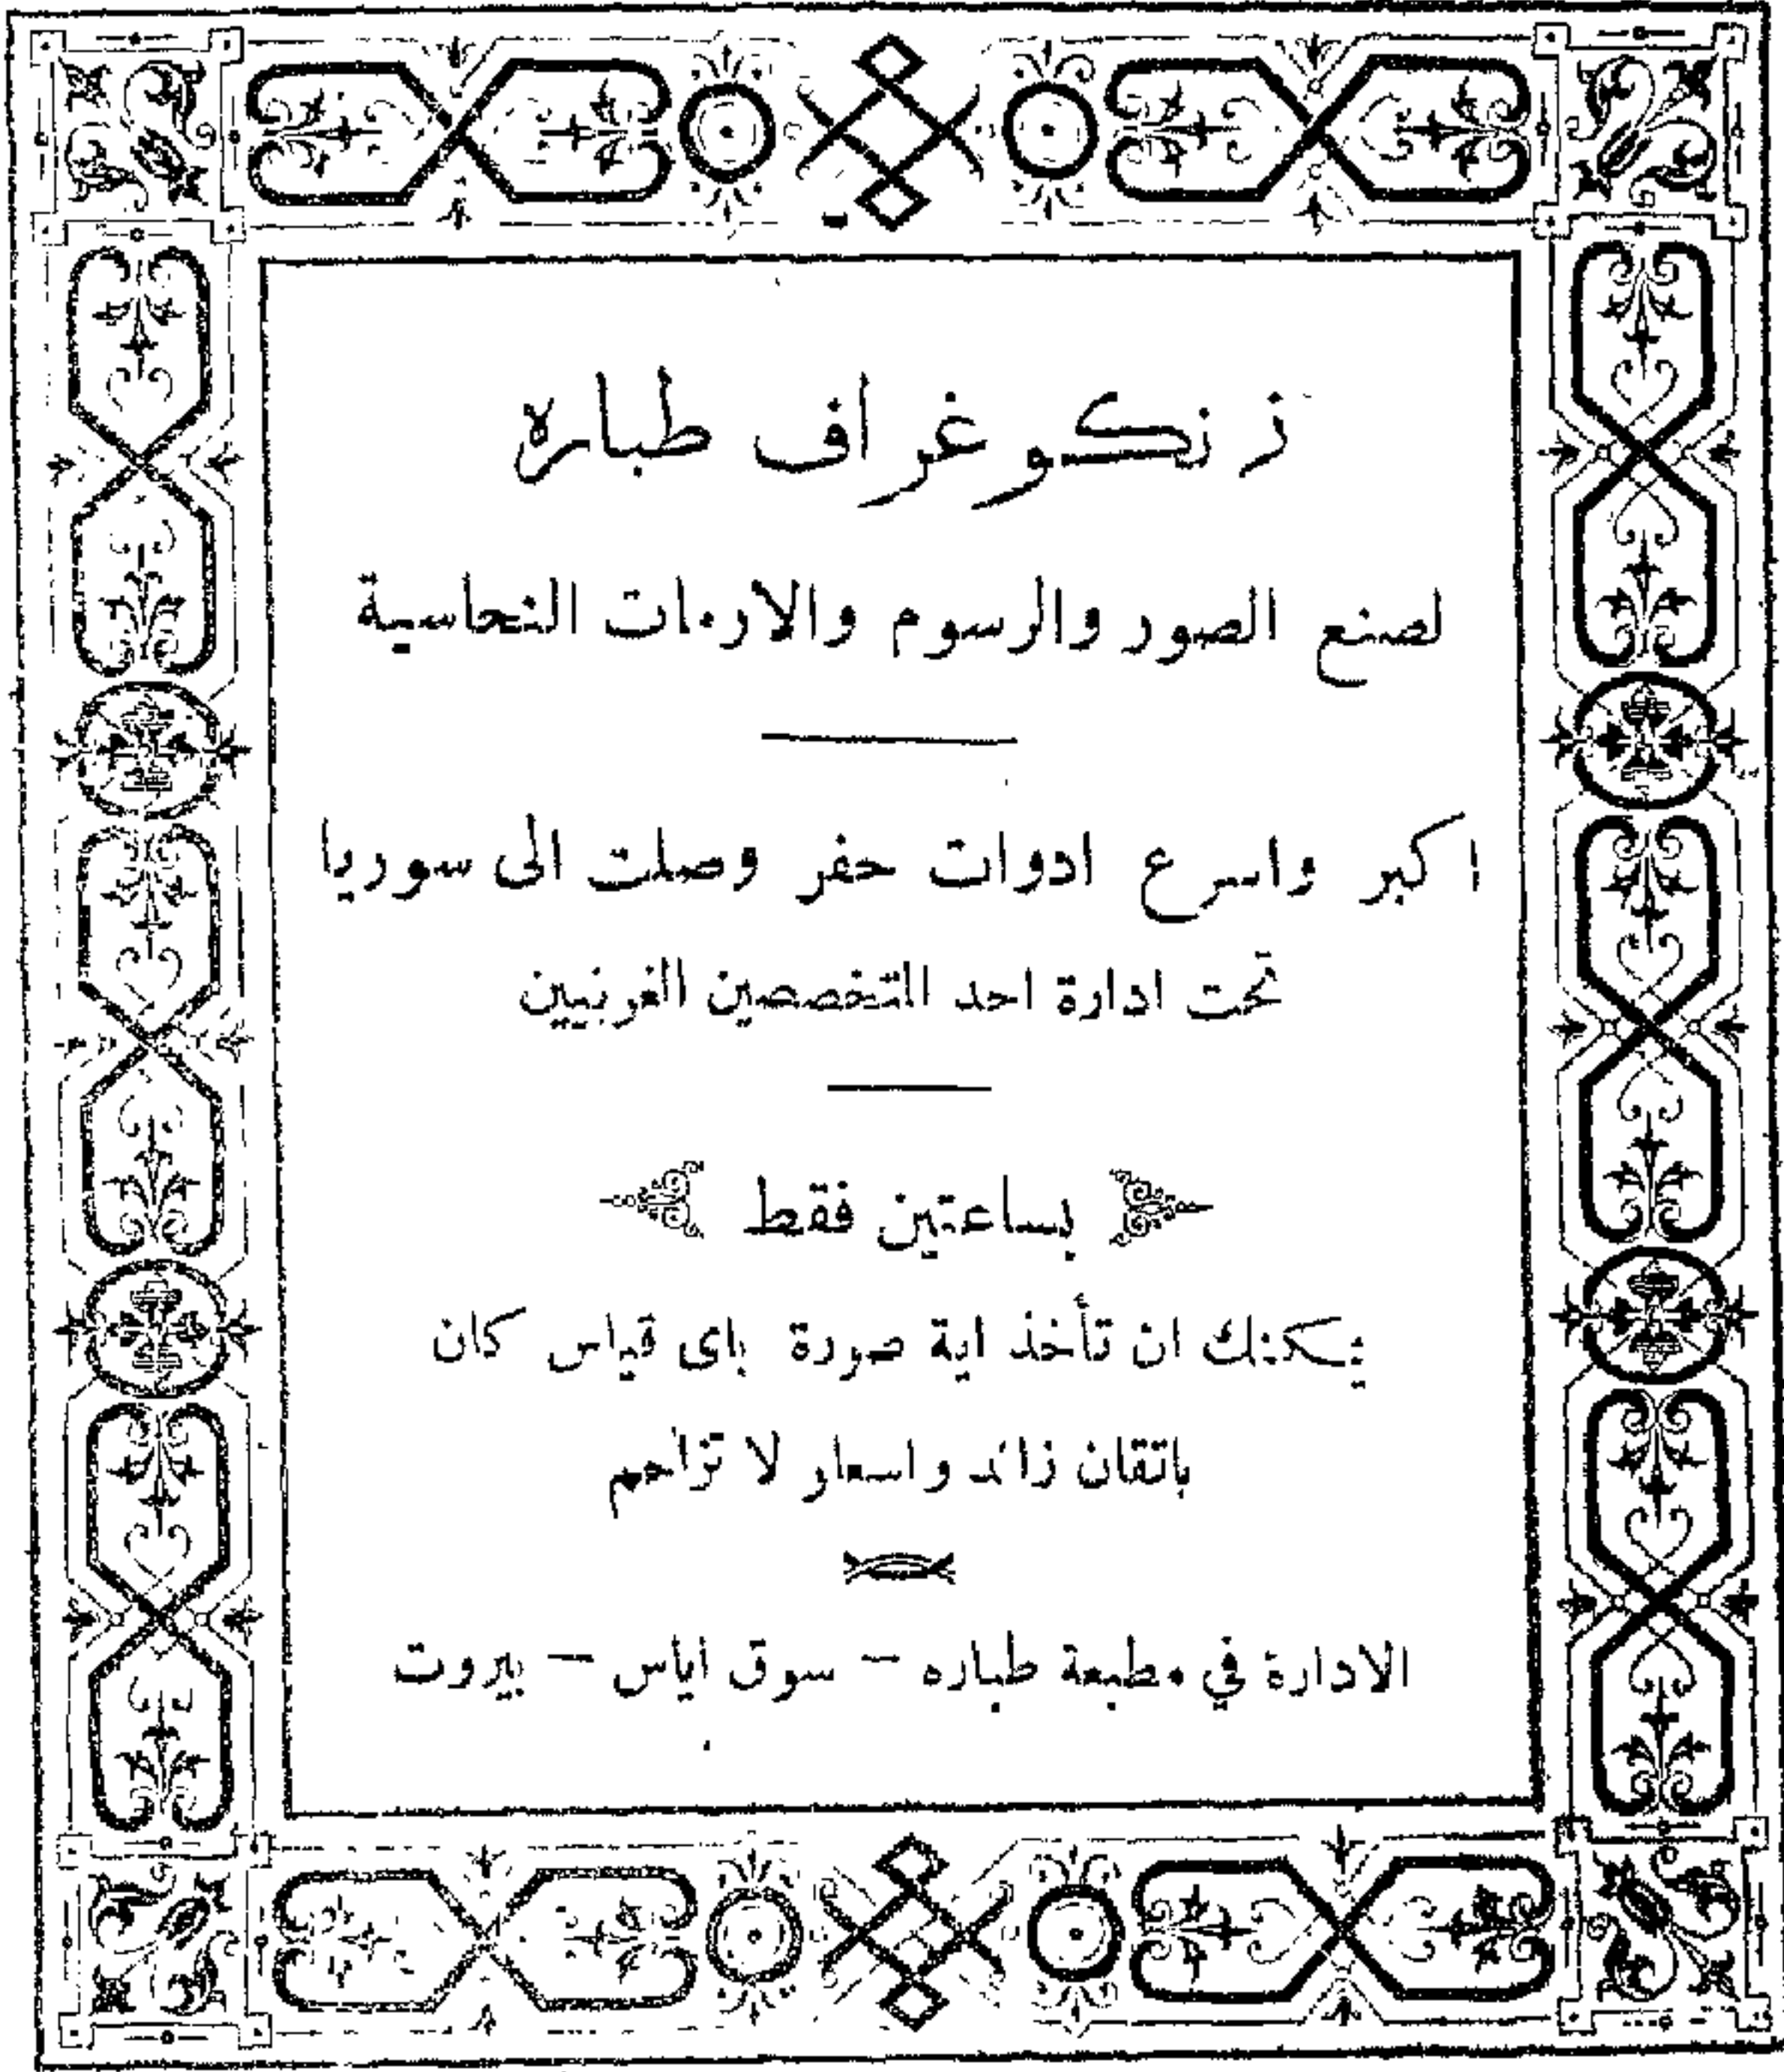 زنكوغراف طباره
لصنع الصور والرسوم والارمات النحاسية
اكبر واسرع ادوات حفر وصلت الى سوريا
تحت ادارة احد المتخصصين الغربيين
بساعتين فقط
يمكنك ان تأخذ اية صورة باى قياس كان
باتقان زائد واسعار لا تزاحم
الادارة في مطبعة طباره – سوق اياس – بيروت